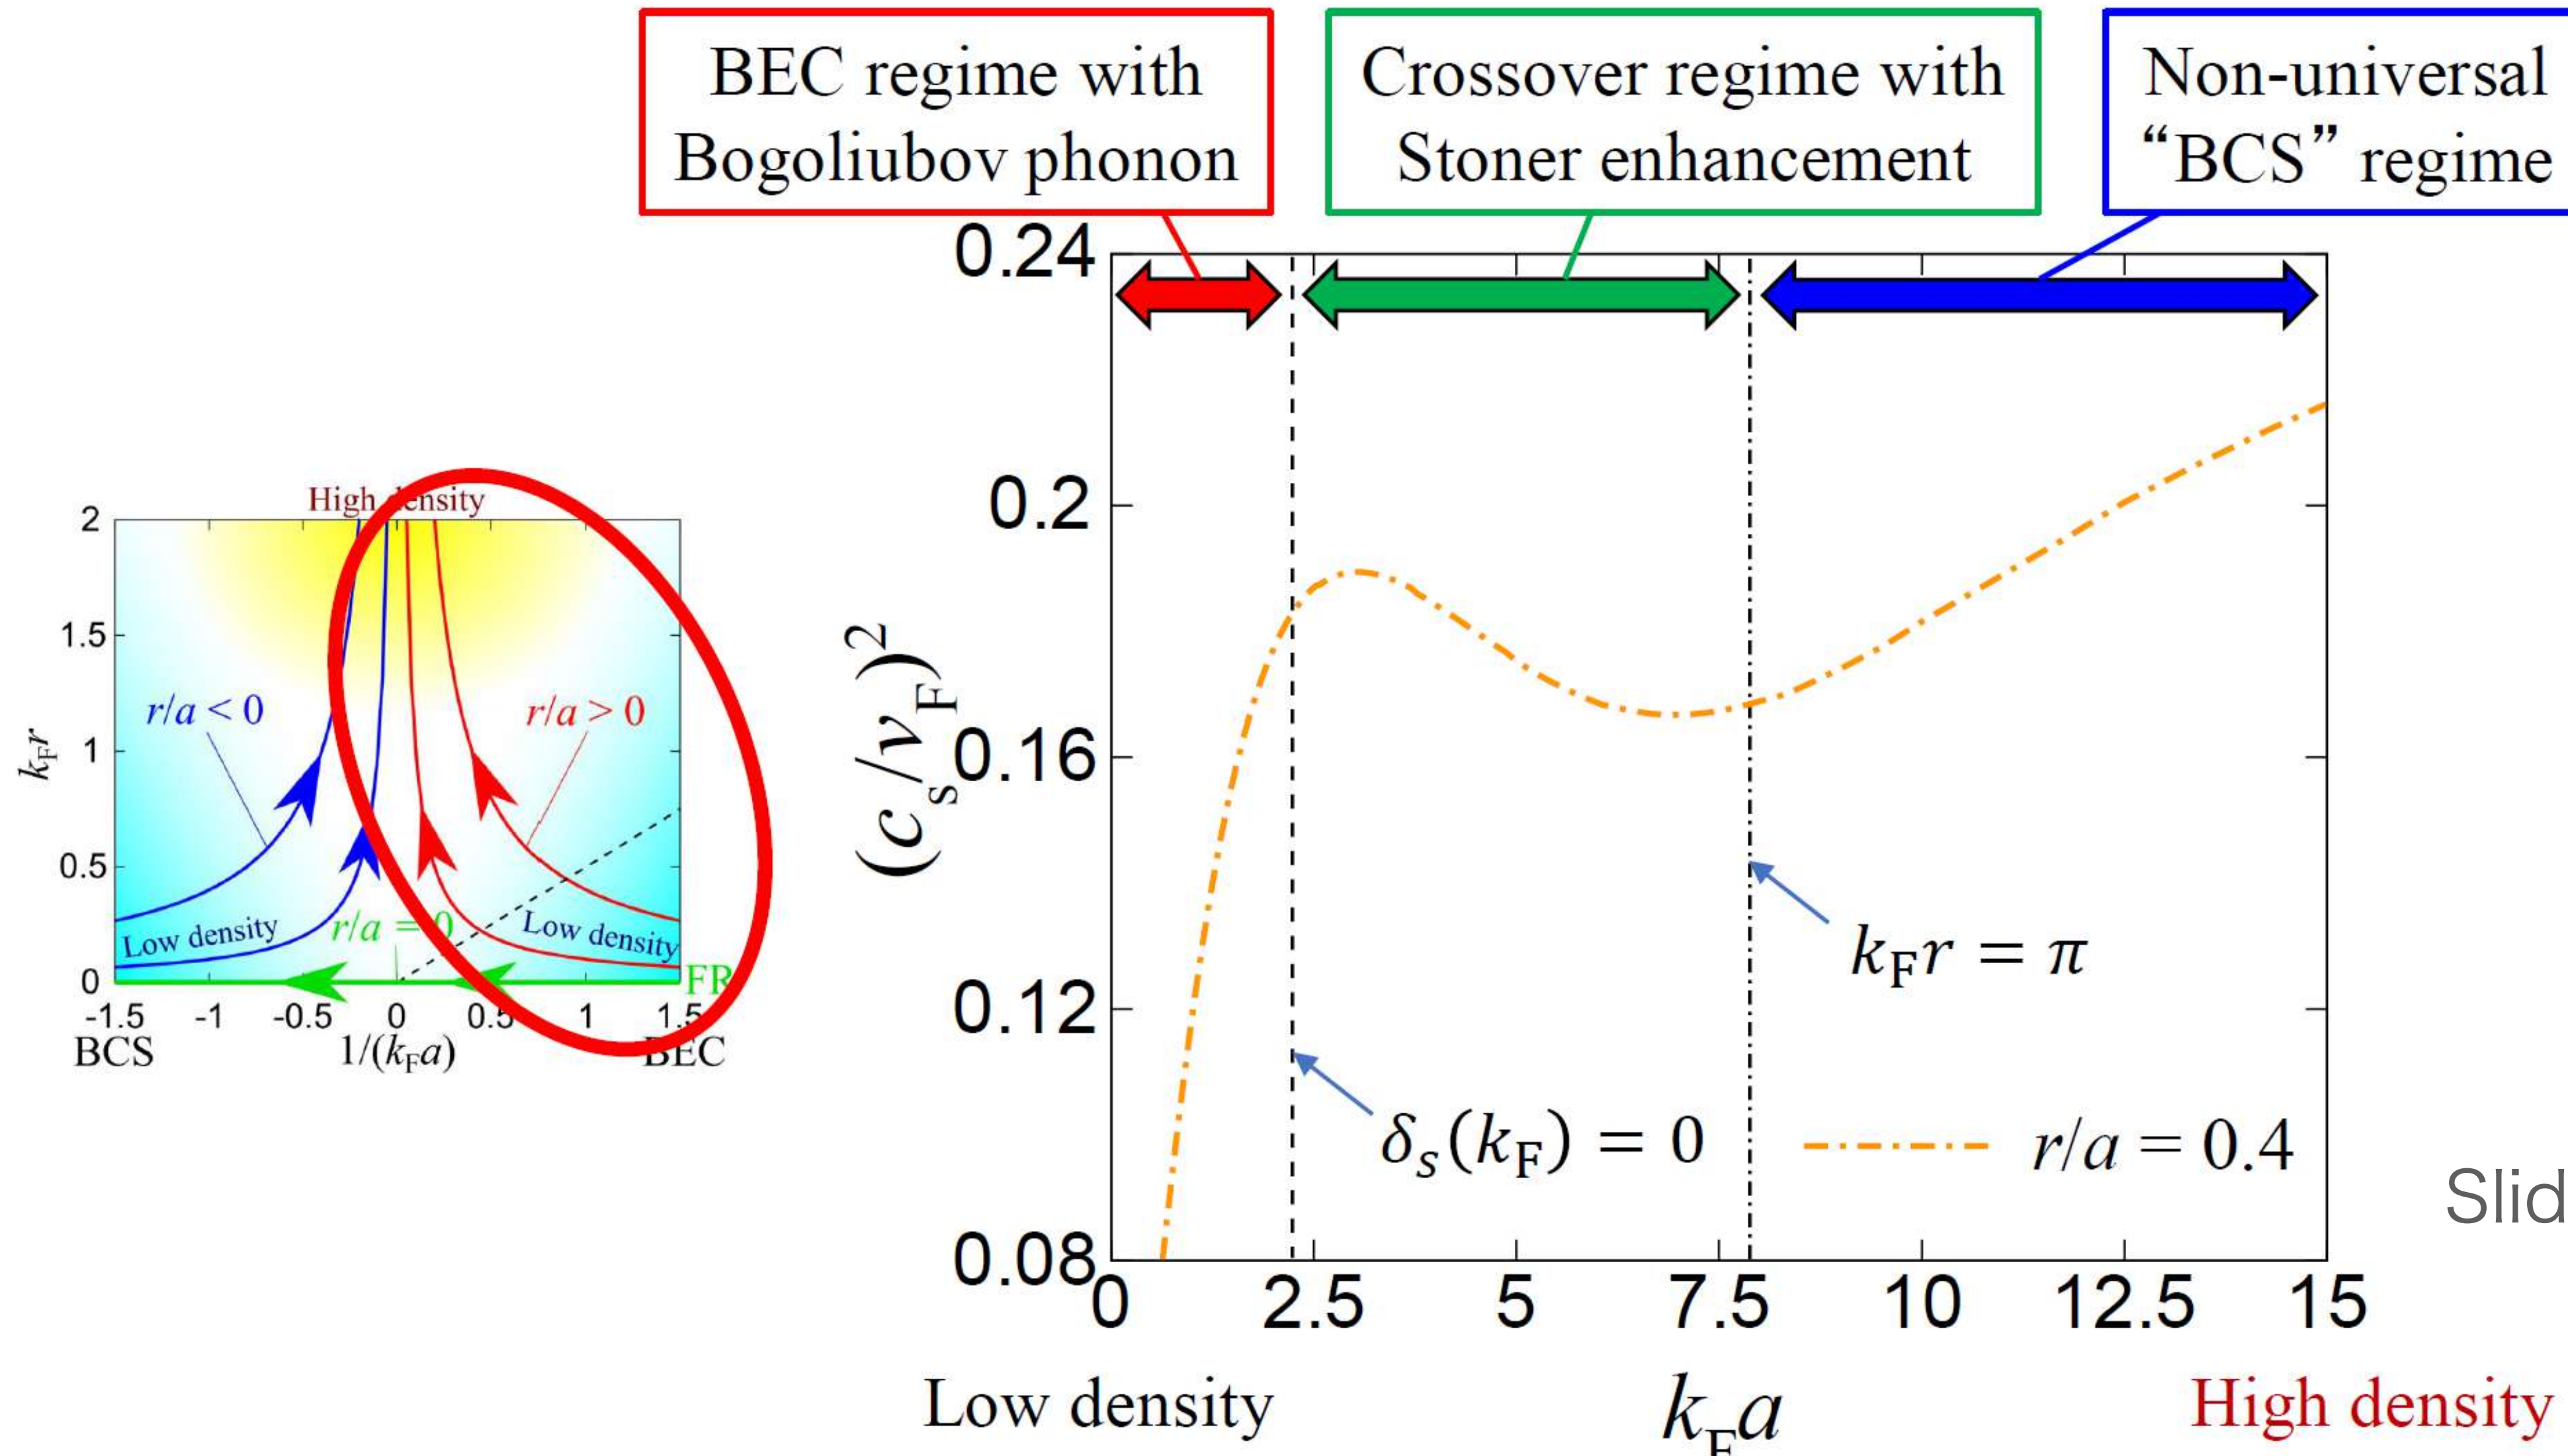 BEC regime with
Bogoliubov phonon
Crossover regime with
Stoner enhancement
Non-universal
“BCS” regime
High density
2
1.5
1
0.5
0
k_F r
r/a < 0
r/a > 0
r/a = 0
Low density
Low density
FR
-1.5
-1
-0.5
0
0.5
1
1.5
BCS
1/(k_F a)
BEC
0.24
0.2
0.16
0.12
0.08
(c_s/v_F)^2
k_F r = π
δ_s(k_F) = 0
r/a = 0.4
0
2.5
5
7.5
10
12.5
15
Low density
k_F a
High density
Slid